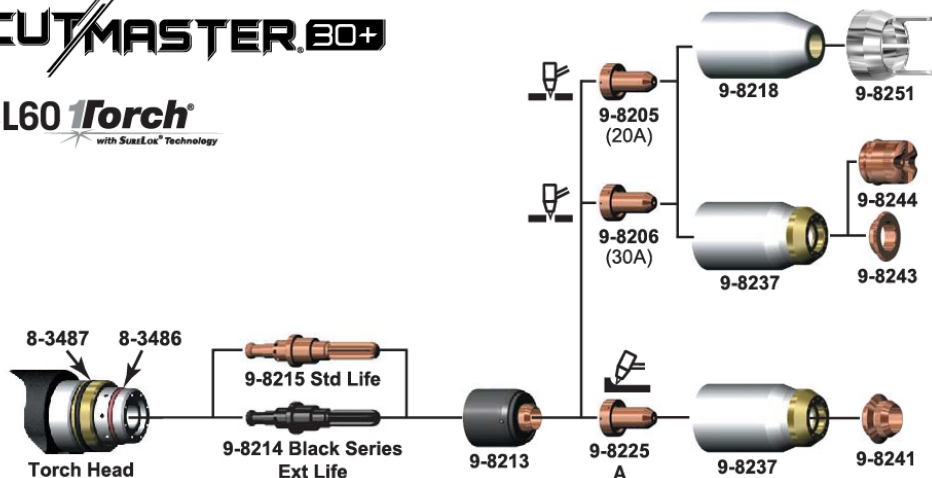 CUTMASTER® 30+
SL60 1Torch®
with SureLok® Technology
9-8205
(20A)
9-8218
9-8251
9-8206
(30A)
9-8237
9-8244
9-8243
8-3487
8-3486
Torch Head
9-8215 Std Life
9-8214 Black Series
Ext Life
9-8213
9-8225
A
9-8237
9-8241